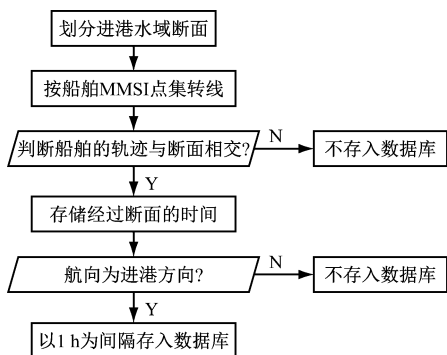 划分进港水域断面
按船舶MMSI点集转线
判断船舶的轨迹与断面相交?
N
不存入数据库
Y
存储经过断面的时间
航向为进港方向?
N
不存入数据库
Y
以1 h为间隔存入数据库